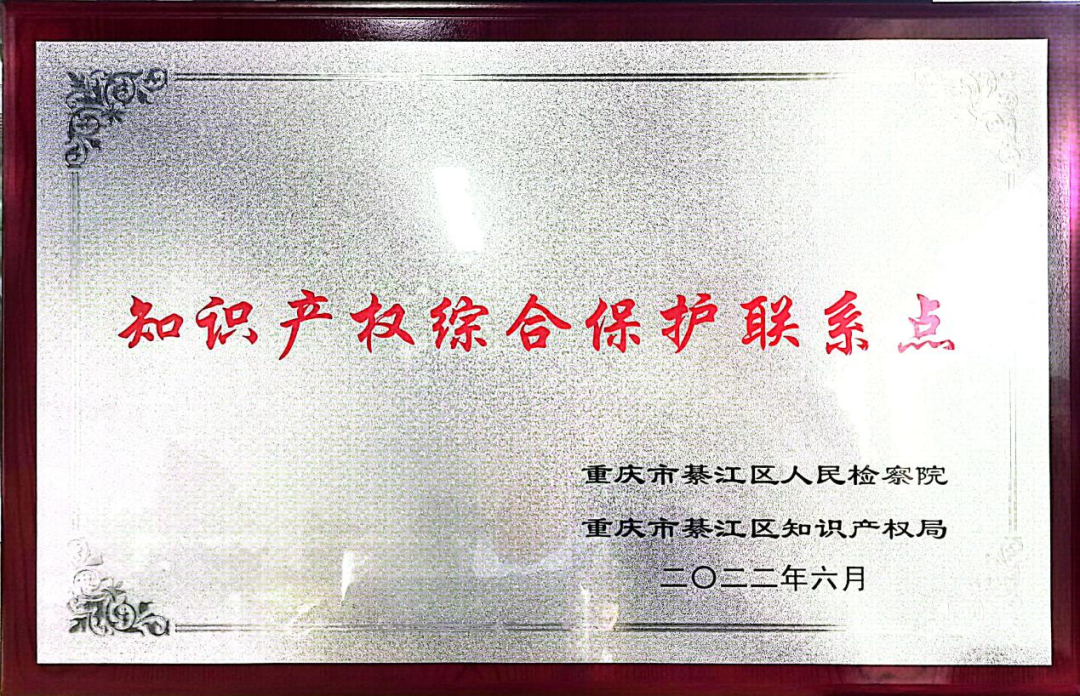 知识产权综合保护联系点
重庆市綦江区人民检察院
重庆市綦江区知识产权局
二〇二二年六月